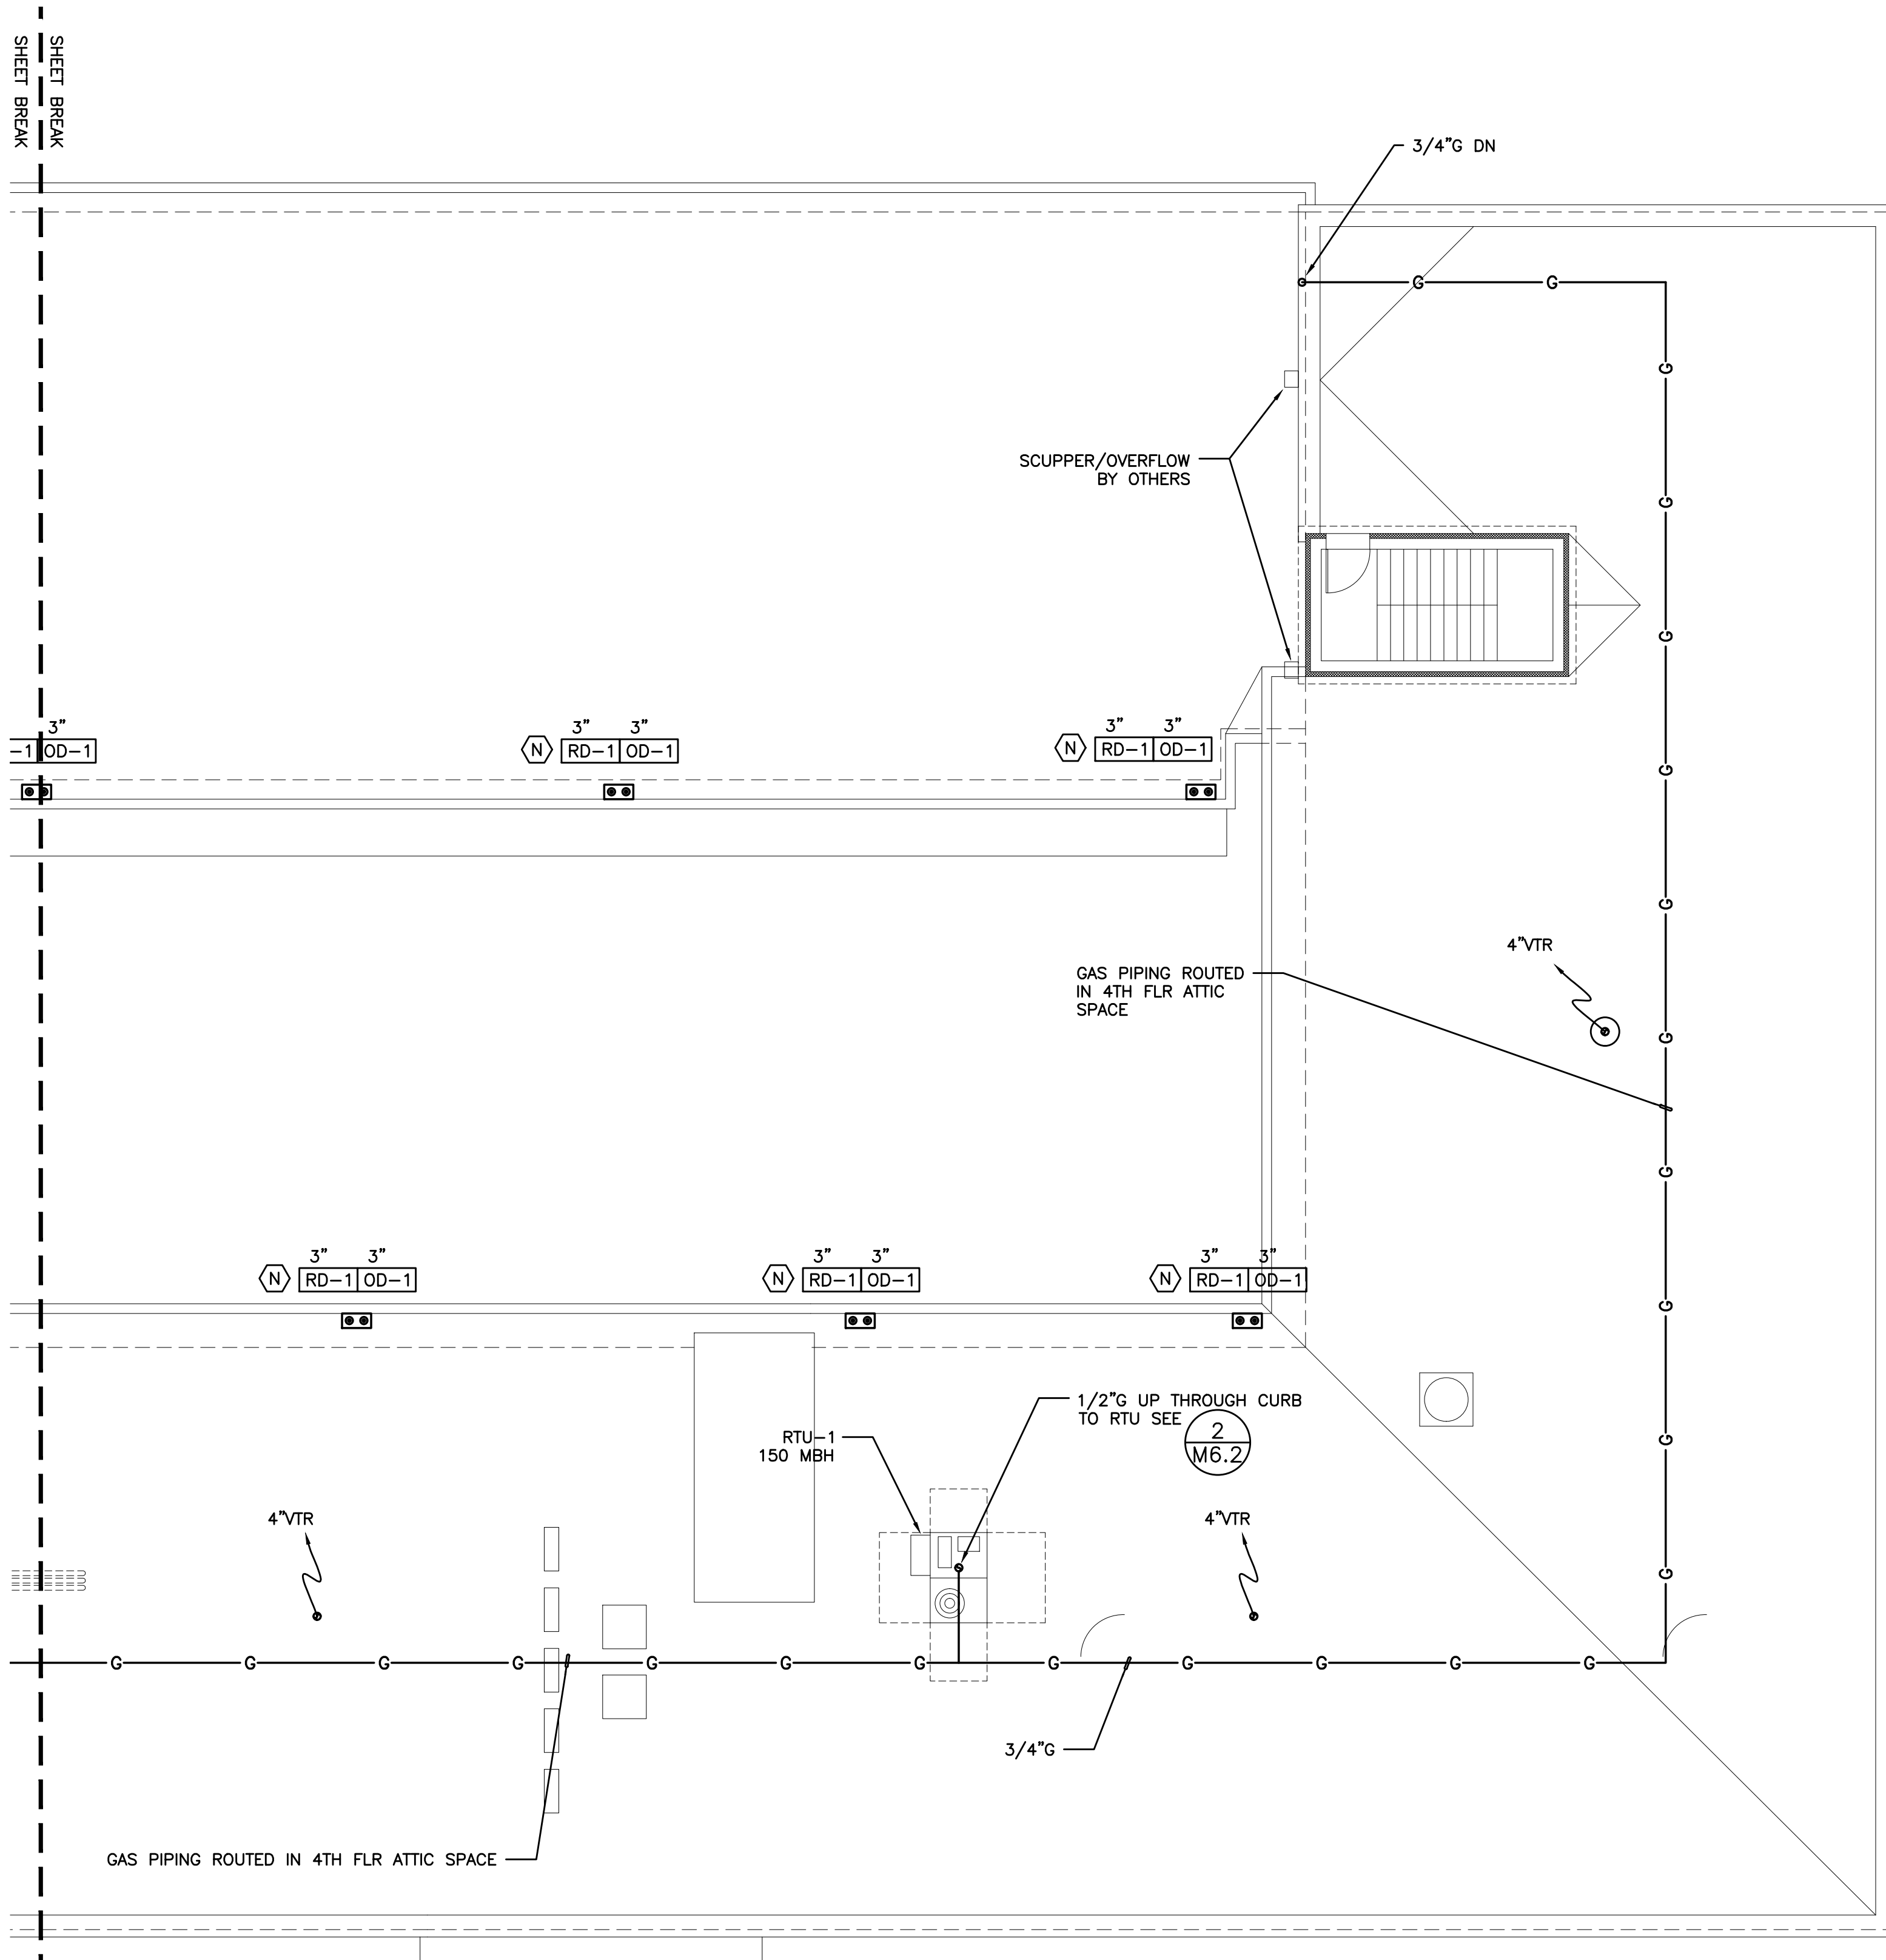 SHEET BREAK
SHEET BREAK
3/4"G DN
SCUPPER/OVERFLOW
BY OTHERS
3"
-1 OD-1
3" 3"
N RD-1 OD-1
3" 3"
N RD-1 OD-1
4"VTR
GAS PIPING ROUTED
IN 4TH FLR ATTIC
SPACE
G G
G
G
G
G
G
G
G
G
G
G
3" 3"
N RD-1 OD-1
3" 3"
N RD-1 OD-1
3" 3"
N RD-1 OD-1
1/2"G UP THROUGH CURB
TO RTU SEE
2
M6.2
RTU-1
150 MBH
4"VTR
4"VTR
G G G G G G G G G G G G
3/4"G
GAS PIPING ROUTED IN 4TH FLR ATTIC SPACE